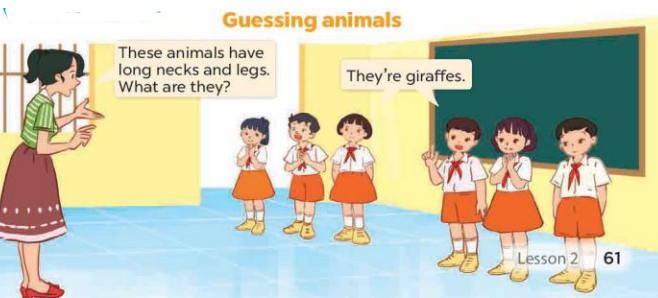 Guessing animals
These animals have
long necks and legs.
What are they?
They're giraffes.
Lesson 2 61